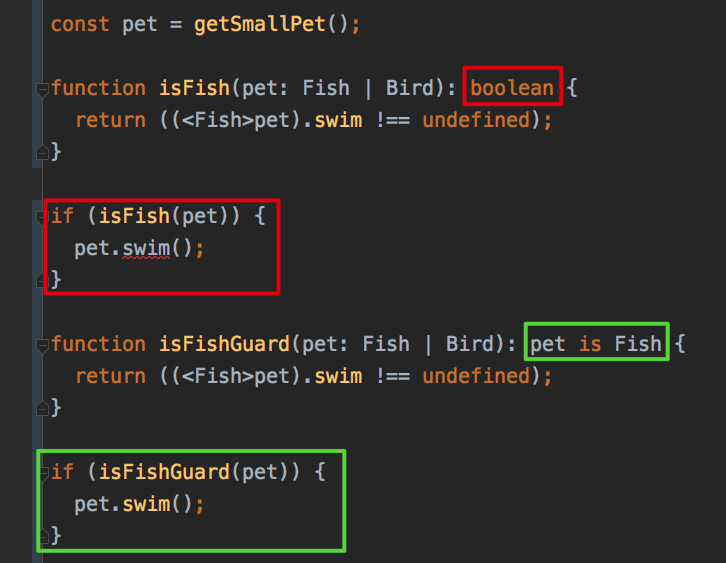 const pet = getSmallPet();
function isFish(pet: Fish | Bird): boolean {
return ((<Fish>pet).swim !== undefined);
}
if (isFish(pet)) {
pet.swim();
}
function isFishGuard(pet: Fish | Bird): pet is Fish {
return ((<Fish>pet).swim !== undefined);
}
if (isFishGuard(pet)) {
pet.swim();
}